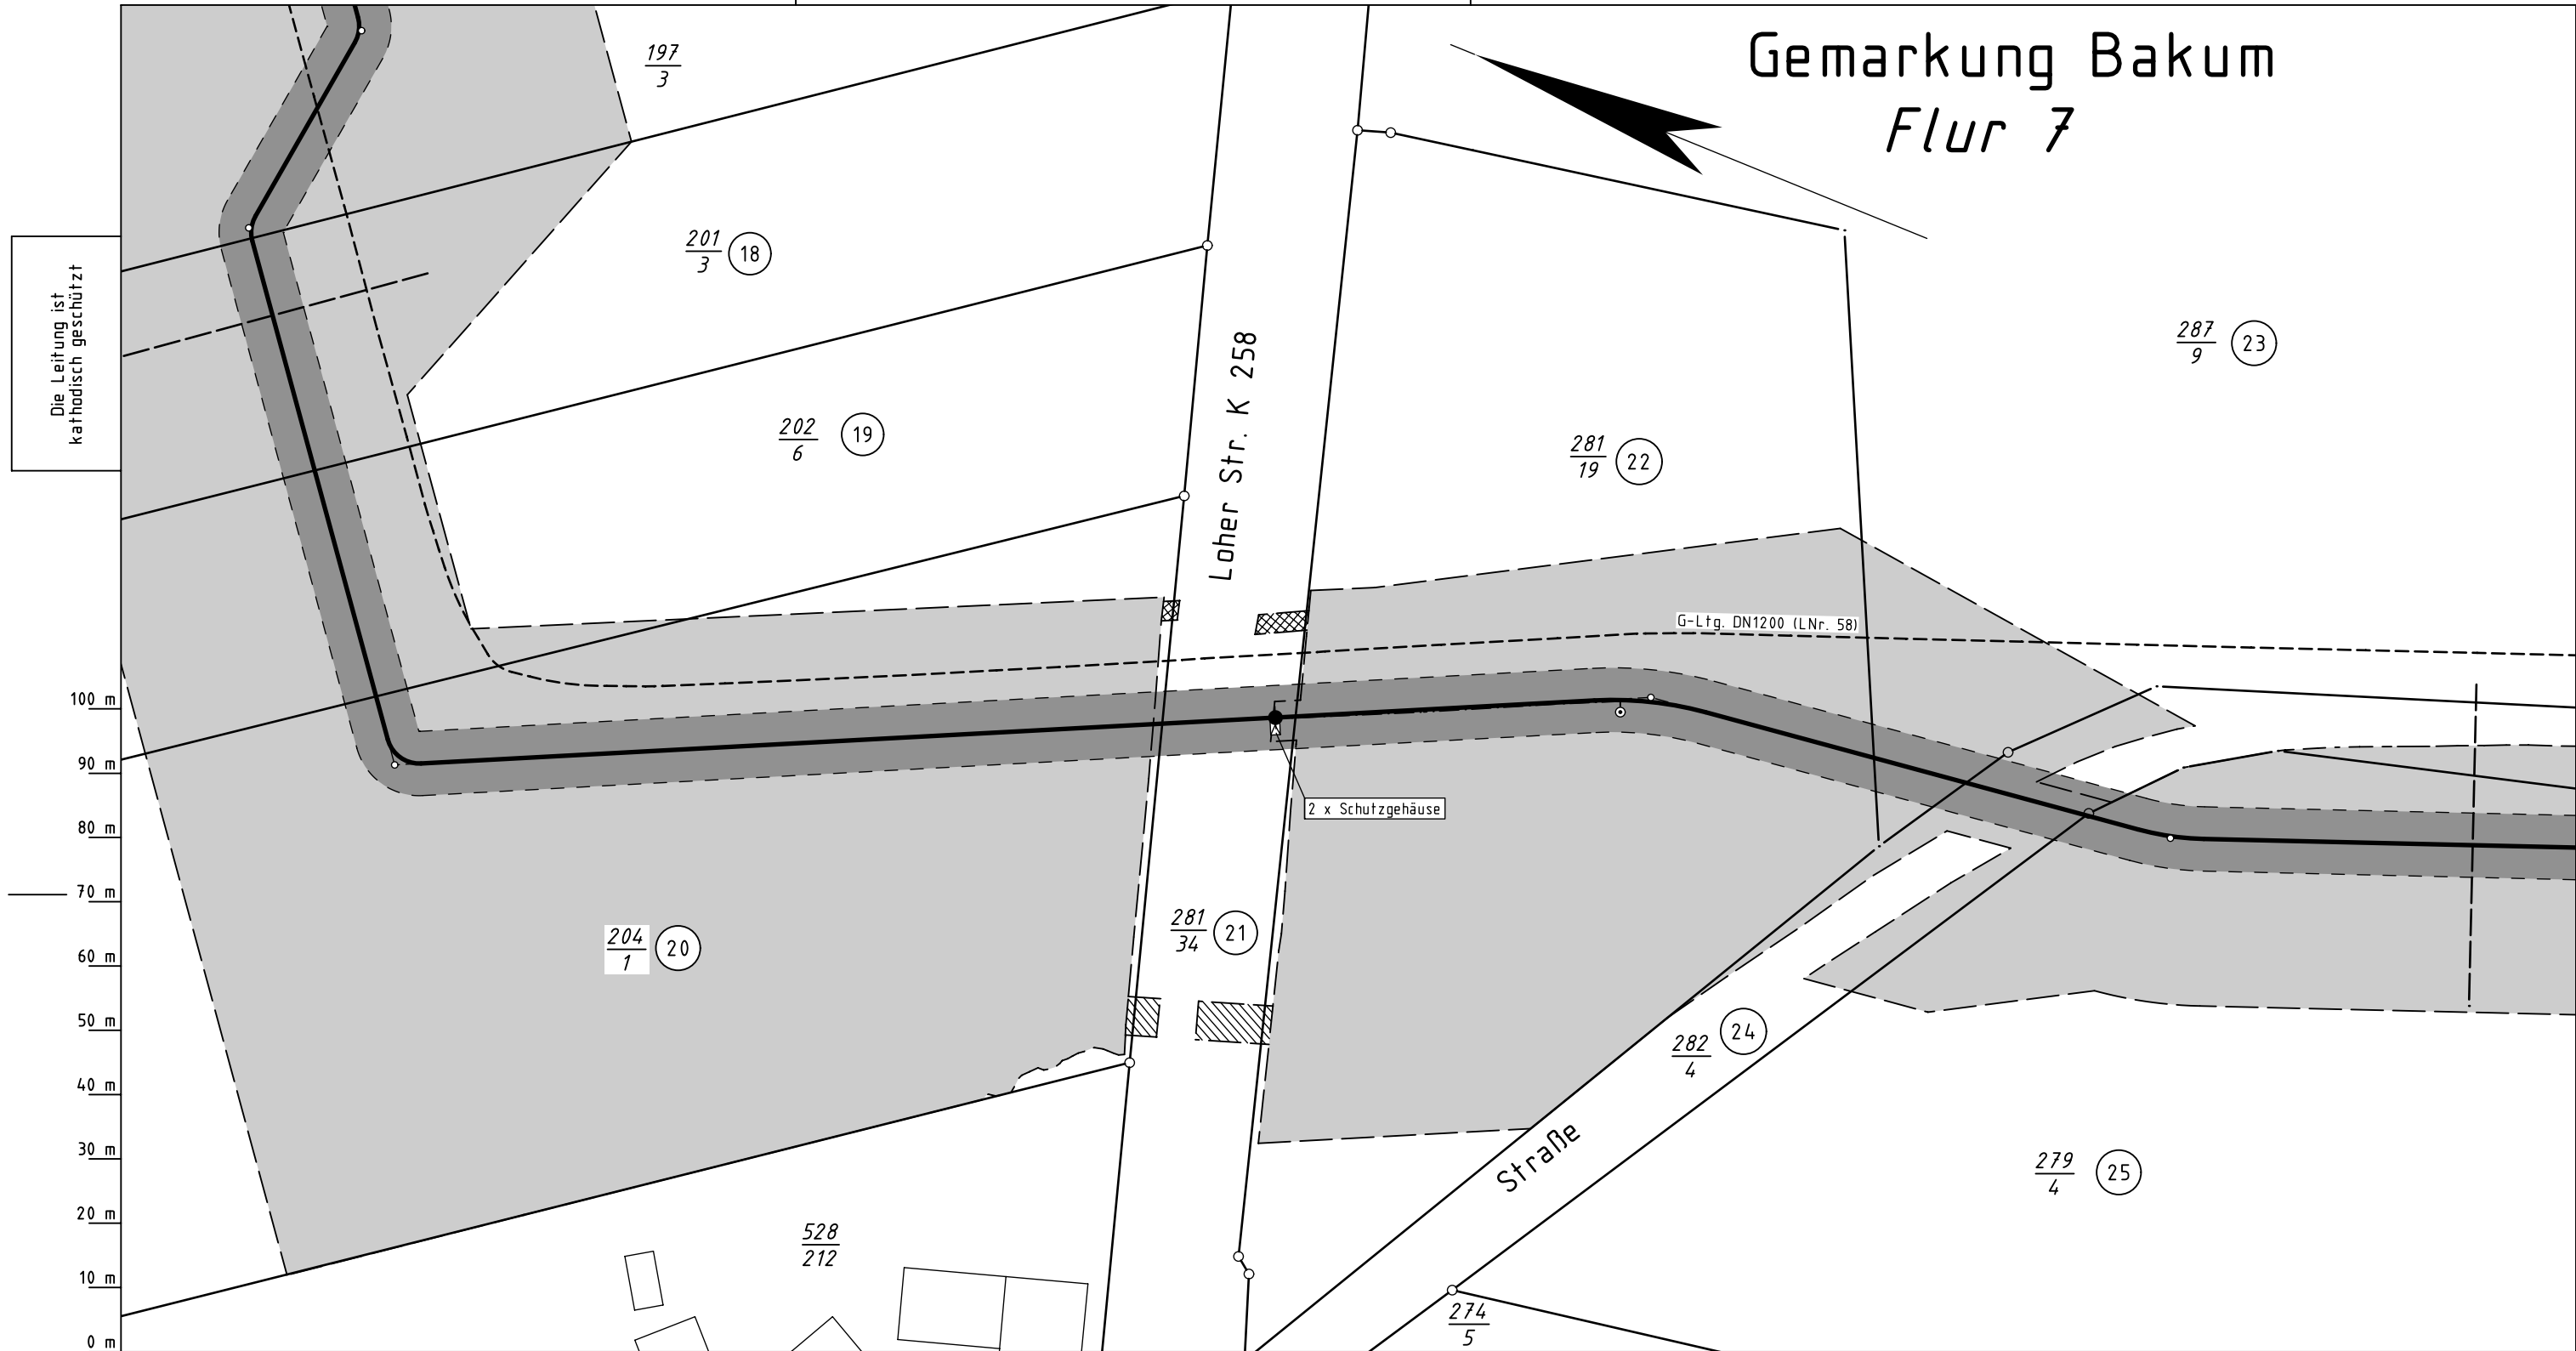 Gemarkung Bakum
Flur 7
197
3
201
3
18
Die Leitung ist
kathodisch geschützt
287
9
23
Loher Str. K 258
202
6
19
281
19
22
G-Ltg. DN1200 (LNr. 58)
100 m
90 m
80 m
70 m
60 m
50 m
40 m
30 m
20 m
10 m
0 m
2 x Schutzgehäuse
204
1
20
281
34
21
282
4
24
Straße
279
4
25
528
212
274
5